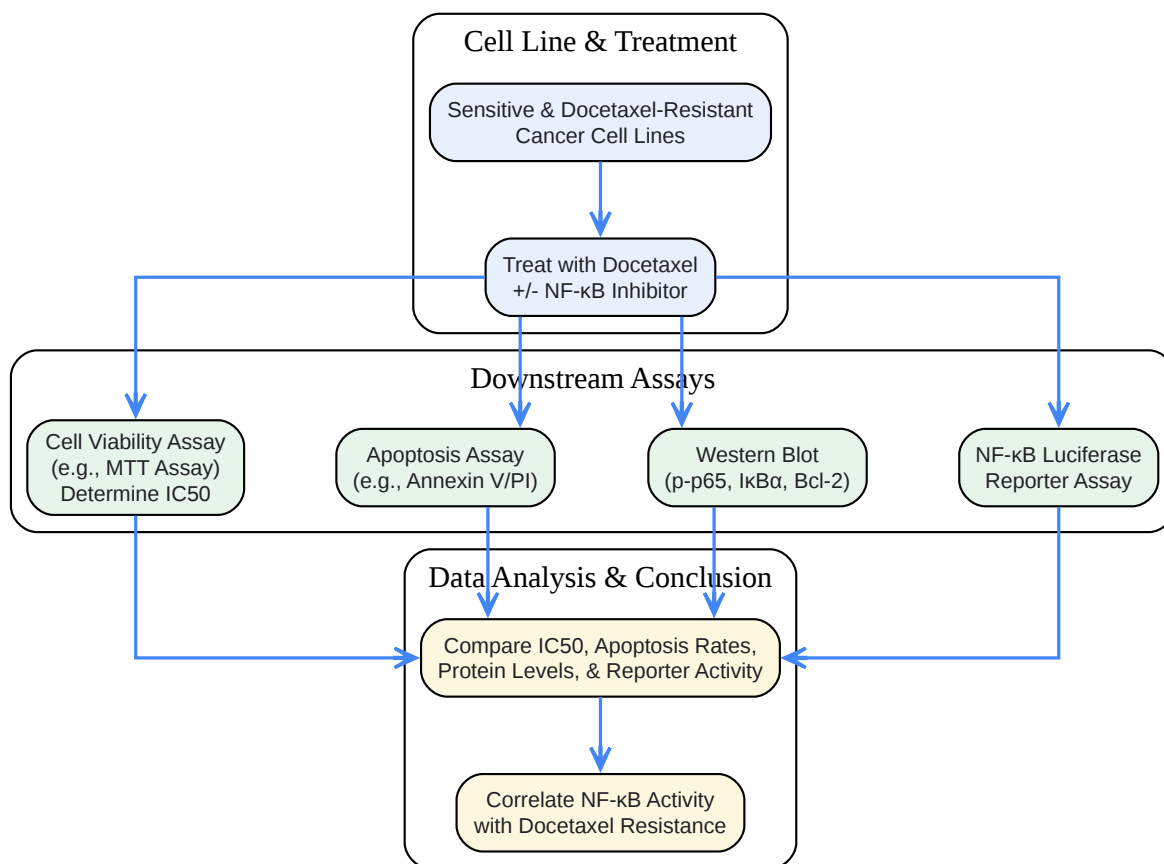 Cell Line & Treatment
Sensitive & Docetaxel-Resistant
Cancer Cell Lines
Treat with Docetaxel
+/- NF-κB Inhibitor
Downstream Assays
Cell Viability Assay
(e.g., MTT Assay)
Determine IC50
Apoptosis Assay
(e.g., Annexin V/PI)
Western Blot
(p-p65, IκBα, Bcl-2)
NF-κB Luciferase
Reporter Assay
Data Analysis & Conclusion
Compare IC50, Apoptosis Rates,
Protein Levels, & Reporter Activity
Correlate NF-κB Activity
with Docetaxel Resistance